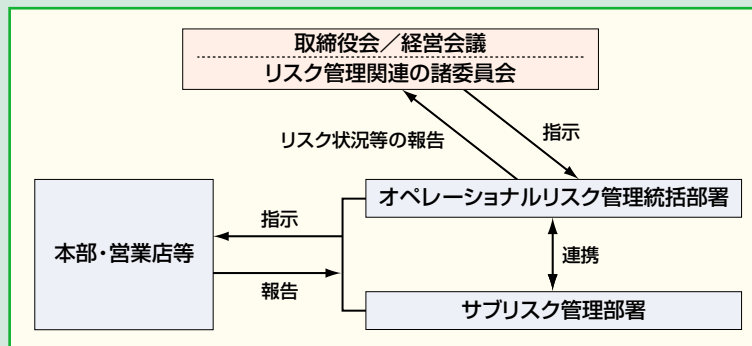 取締役会／経営会議
リスク管理関連の諸委員会
リスク状況等の報告
指示
オペレーショナルリスク管理統括部署
指示
本部・営業店等
連携
報告
サブリスク管理部署